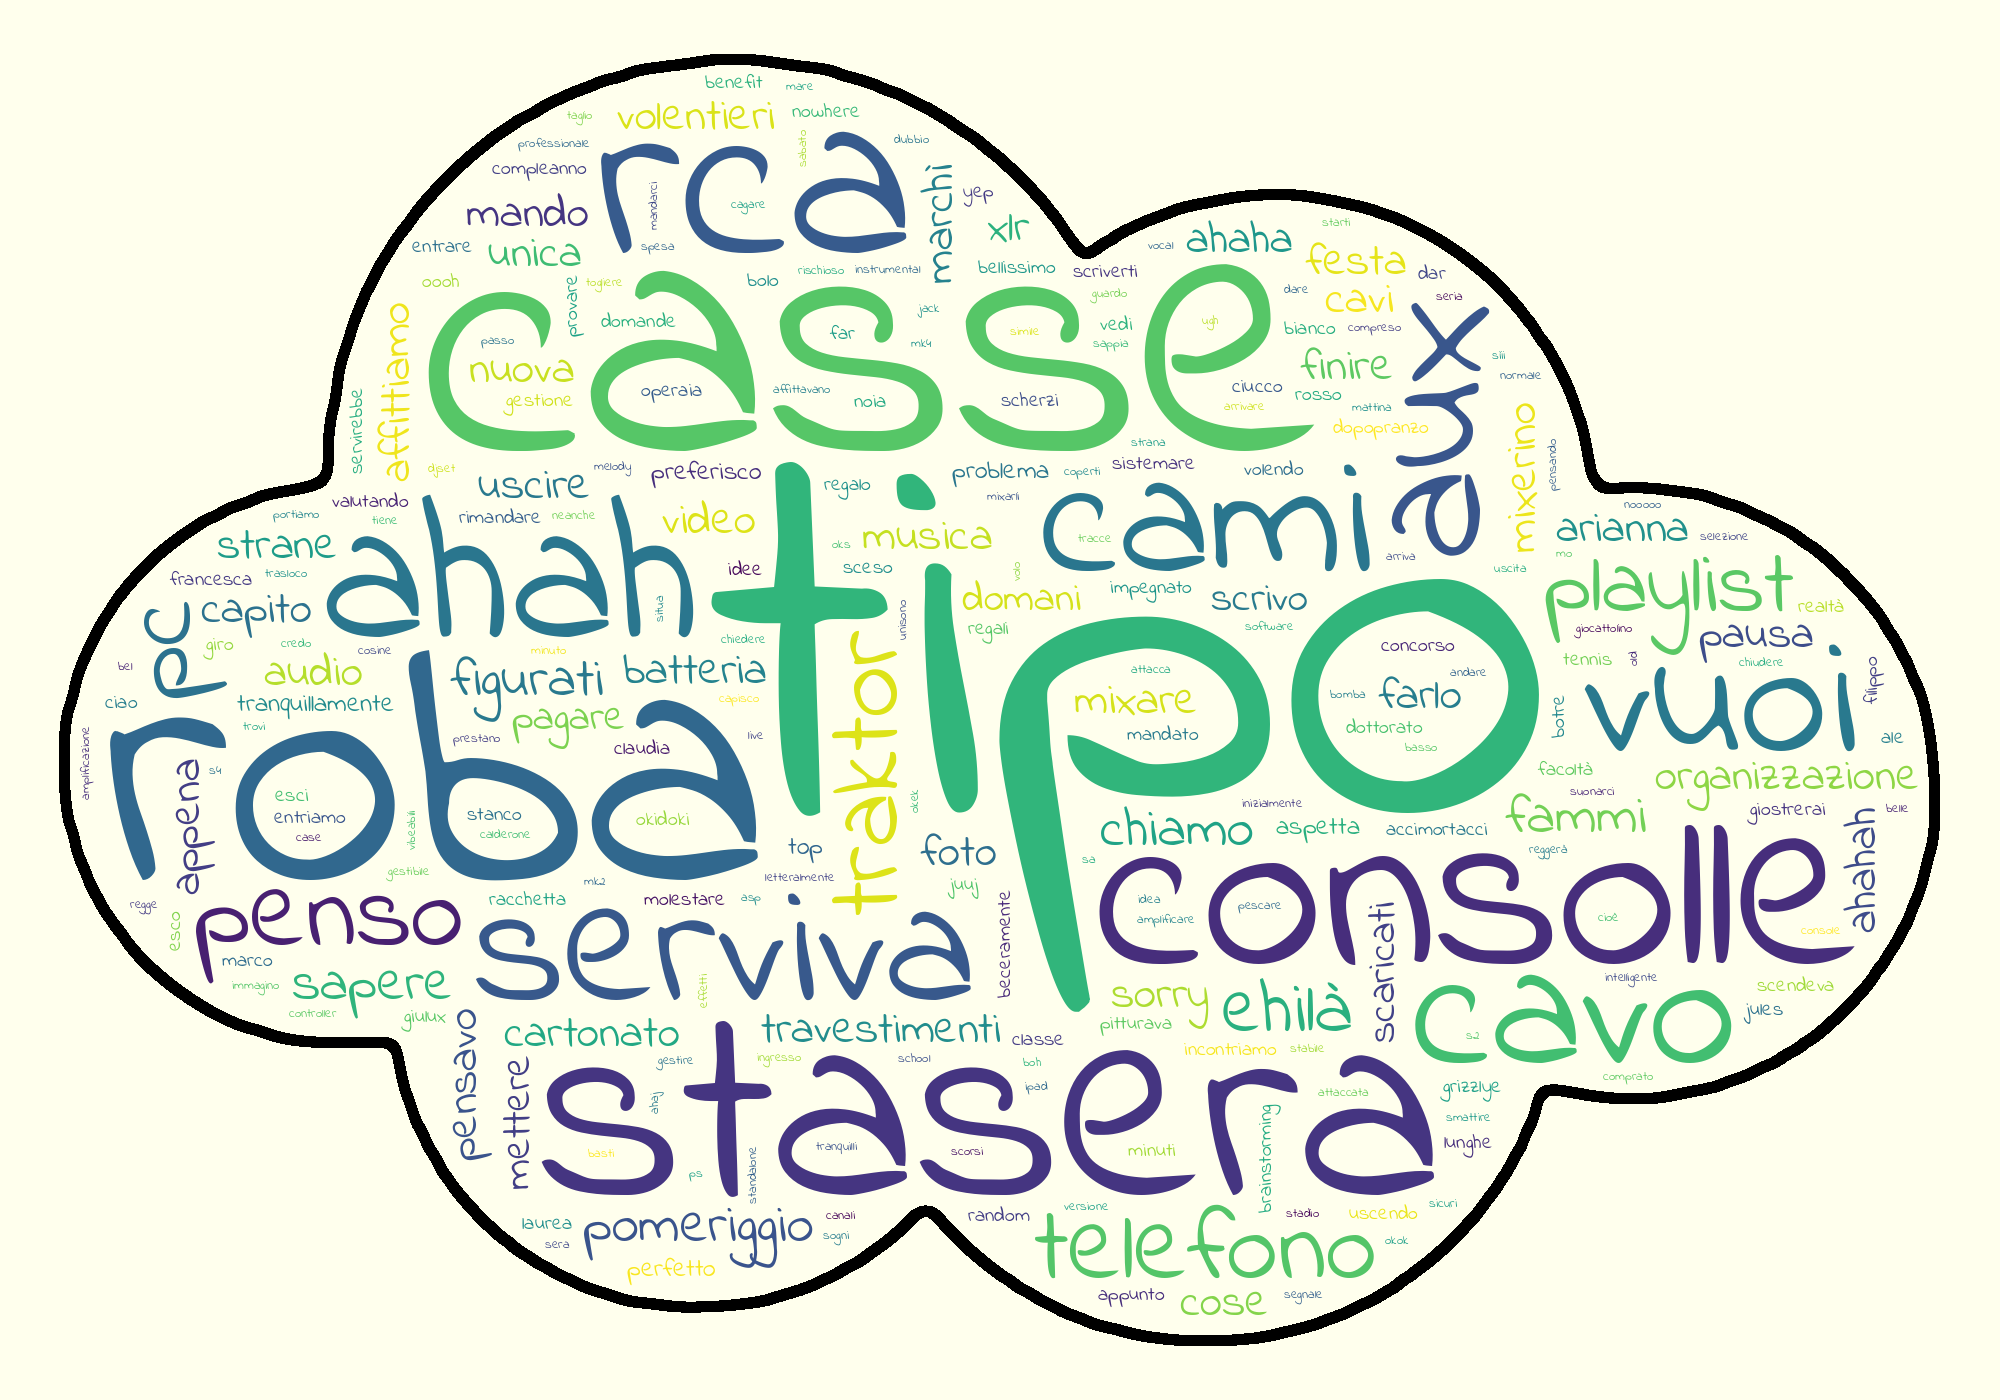 benefit
mare
taglio
volentieri
nowhere
professionale
sabato
dubbio
compleanno
rca
mandarci
cagare
marchi
yep
mando
xlr
starti
entrare
unica
spesa
vocal
ahaha
festa
dar
oooh
provare
togliere
bolo
rischioso
instrumental
bellissimo
scriverti
guardo
dare
cavi
seria
affittiamo
casse
domande
jack
vedi
ugh
bianco
compreso
aux
passo
far
mk4
simile
sappia
finire
slii
servirebbe
nuova
gestione
operaia
affittavano
noia
scherzi
ciucco
rosso
normale
arrivare
mattina
mixerino
dopopranzo
strana
pensando
djset
melody
preferisco
problema
coperti
sistemare
volendo
valutando
uscire
regalo
mixarli
cami
portiamo
tiene
rimandare
neanche
video
tipo
musica
nooooo
strane
ahah
oks
tracce
arriva
arianna
selezione
francesca
trasloco
idee
sceso
volo
uscita
mo
pc
capito
situa
unisono
domani
impegnato
scrivo
playlist
realtà
giro
credo
cosine
minuto
chiedere
regali
software
giocattolino
pausa
bel
audio
figurati
batteria
traktor
attacca
concorso
tennis
pio
chiudere
filippo
ciao
tranquillamente
roba
capisco
mixare
bomba
farlo
andare
vuoi
trovi
pagare
mandato
dottorato
botre
ale
amplificazione
prestano
claudia
live
basso
appena
s4
facoltà
organizzazione
esci
entriamo
case
stanco
calderone
okidoki
okek
inizialmente
suonarci
giostrerai
belle
vibeabili
top
foto
chiamo
aspetta
accimortacci
fammi
ahahah
sa
reggerà
gestibile
mk2
letteralmente
juuj
consolle
regge
penso
racchetta
molestare
asp
beceramente
idea
amplificare
pescare
scaricati
cioè
console
esco
serviva
marco
immagino
sapere
effetti
sorry
ehilà
intelligente
scendeva
controller
giulux
cavo
s2
jules
pensavo
cartonato
travestimenti
classe
pitturava
incontriamo
stabile
mettere
gestire
ingresso
school
boh
comprato
stasera
ahaj
ipad
attaccata
grizzlye
brainstorming
smattire
basti
tranquilli
scorsi
minuti
lunghe
ps
standalone
laurea
pomeriggio
canali
random
versione
stadio
uscendo
sicuri
sera
sogni
telefono
okok
perfetto
appunto
cose
segnale